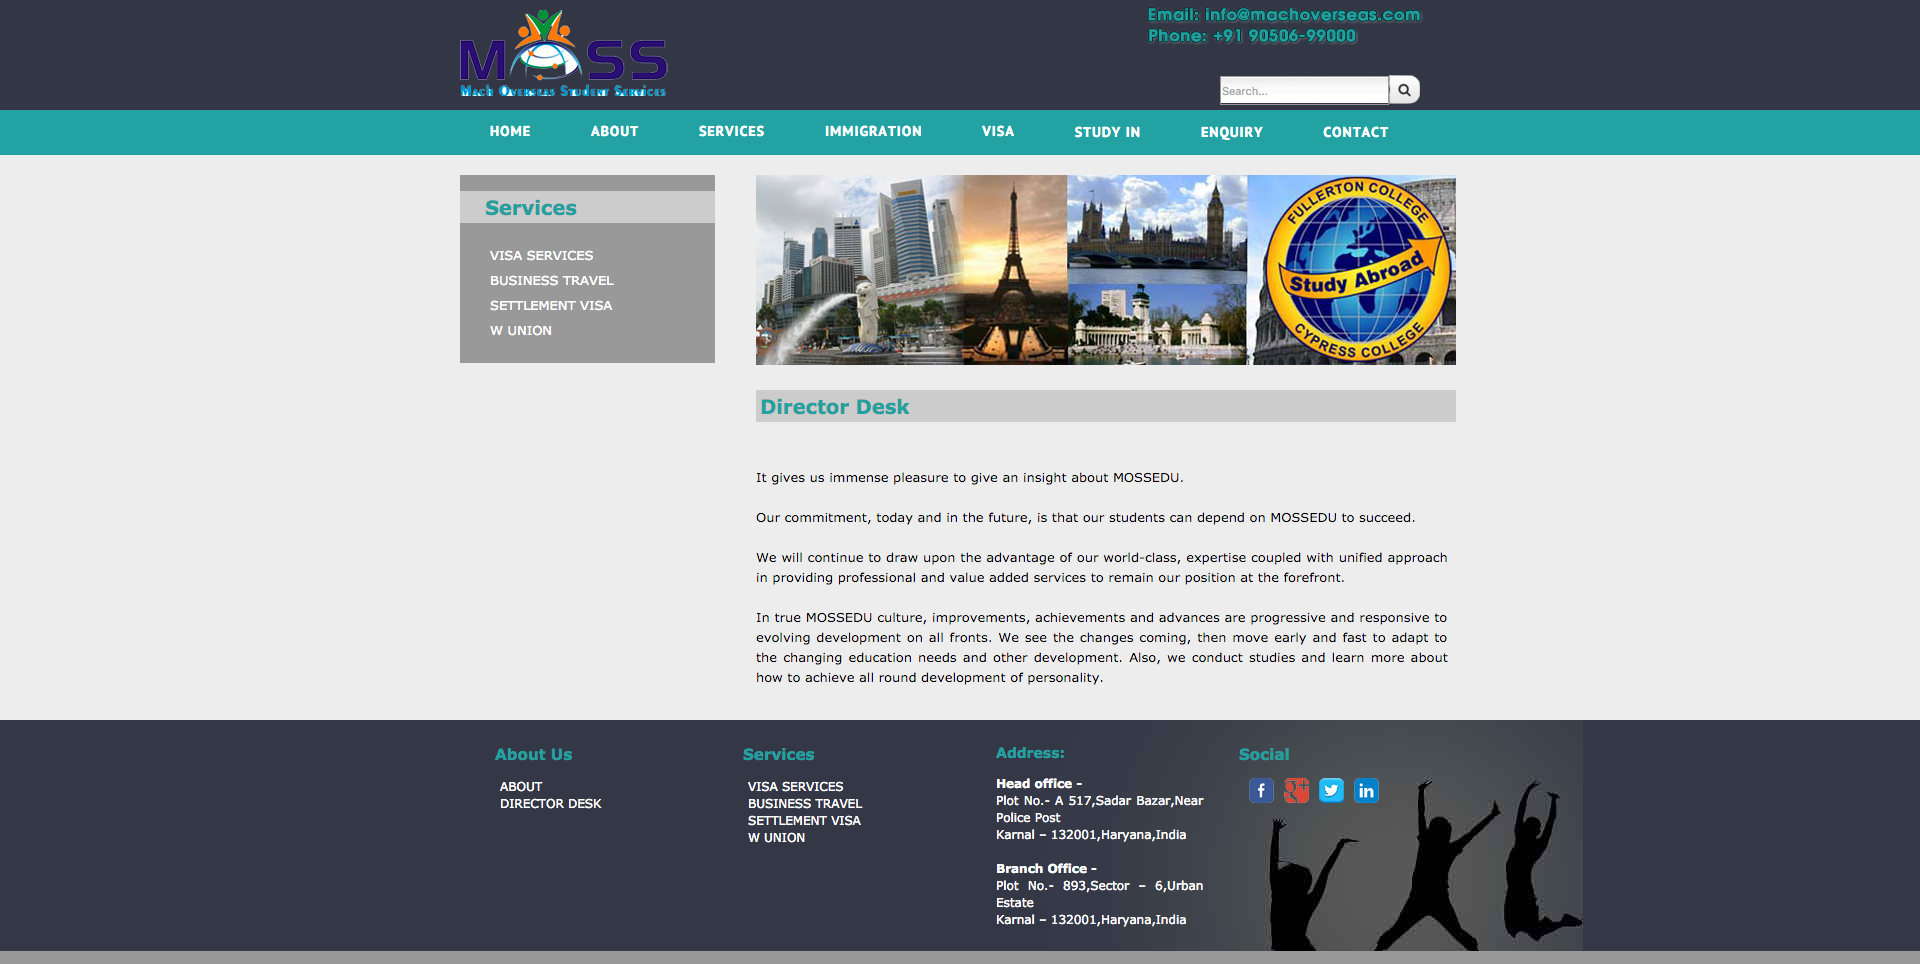 MOSS
Mach Overseas Student Services
Email: info@machoverseas.com
Phone: +91 90506-99000
Search...
HOME ABOUT SERVICES IMMIGRATION VISA STUDY IN ENQUIRY CONTACT
Services
VISA SERVICES
BUSINESS TRAVEL
SETTLEMENT VISA
W UNION
FULLERTON COLLEGE
Study Abroad
CYPRESS COLLEGE
Director Desk
It gives us immense pleasure to give an insight about MOSSEDU.
Our commitment, today and in the future, is that our students can depend on MOSSEDU to succeed.
We will continue to draw upon the advantage of our world-class, expertise coupled with unified approach
in providing professional and value added services to remain our position at the forefront.
In true MOSSEDU culture, improvements, achievements and advances are progressive and responsive to
evolving development on all fronts. We see the changes coming, then move early and fast to adapt to
the changing education needs and other development. Also, we conduct studies and learn more about
how to achieve all round development of personality.
About Us
ABOUT
DIRECTOR DESK
Services
VISA SERVICES
BUSINESS TRAVEL
SETTLEMENT VISA
W UNION
Address:
Head office -
Plot No.- A 517,Sadar Bazar,Near
Police Post
Karnal – 132001,Haryana,India
Branch Office -
Plot No.- 893,Sector – 6,Urban
Estate
Karnal – 132001,Haryana,India
Social